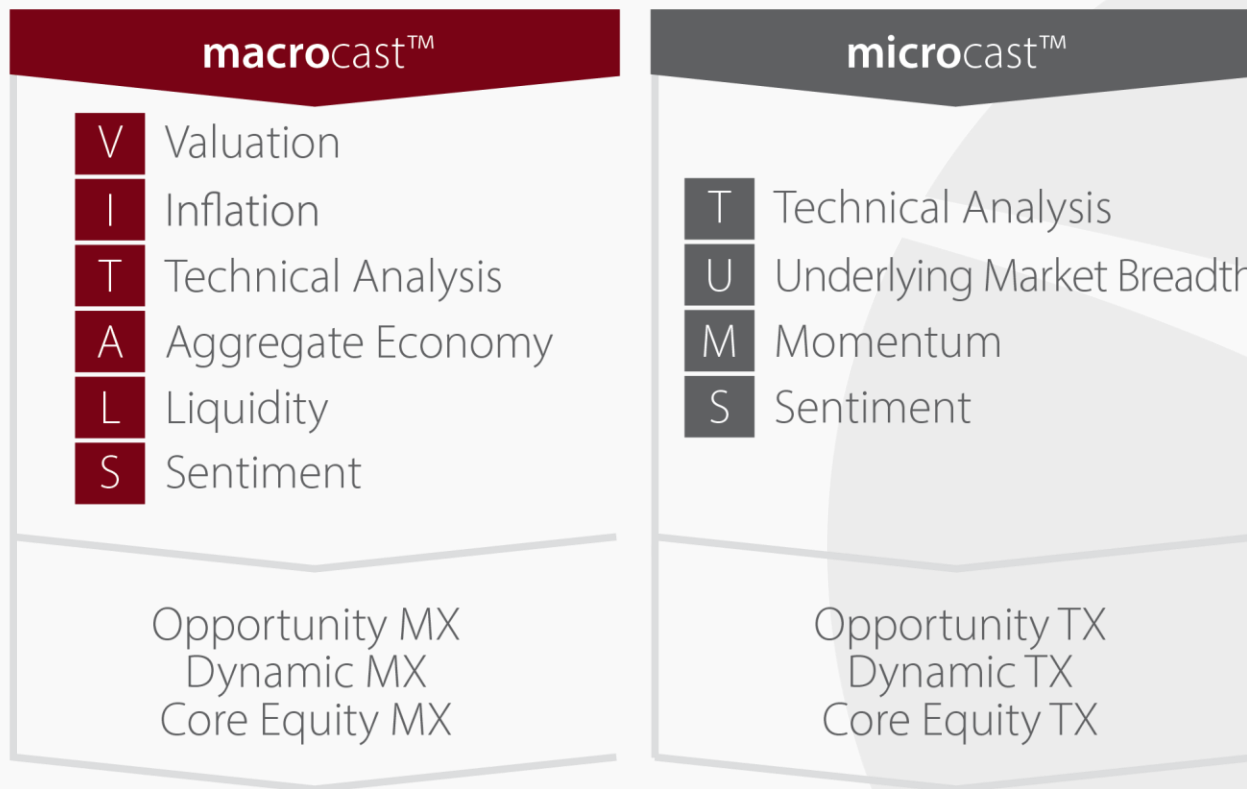 macrocast™
V Valuation
I Inflation
T Technical Analysis
A Aggregate Economy
L Liquidity
S Sentiment
Opportunity MX
Dynamic MX
Core Equity MX
microcast™
T Technical Analysis
U Underlying Market Breadth
M Momentum
S Sentiment
Opportunity TX
Dynamic TX
Core Equity TX